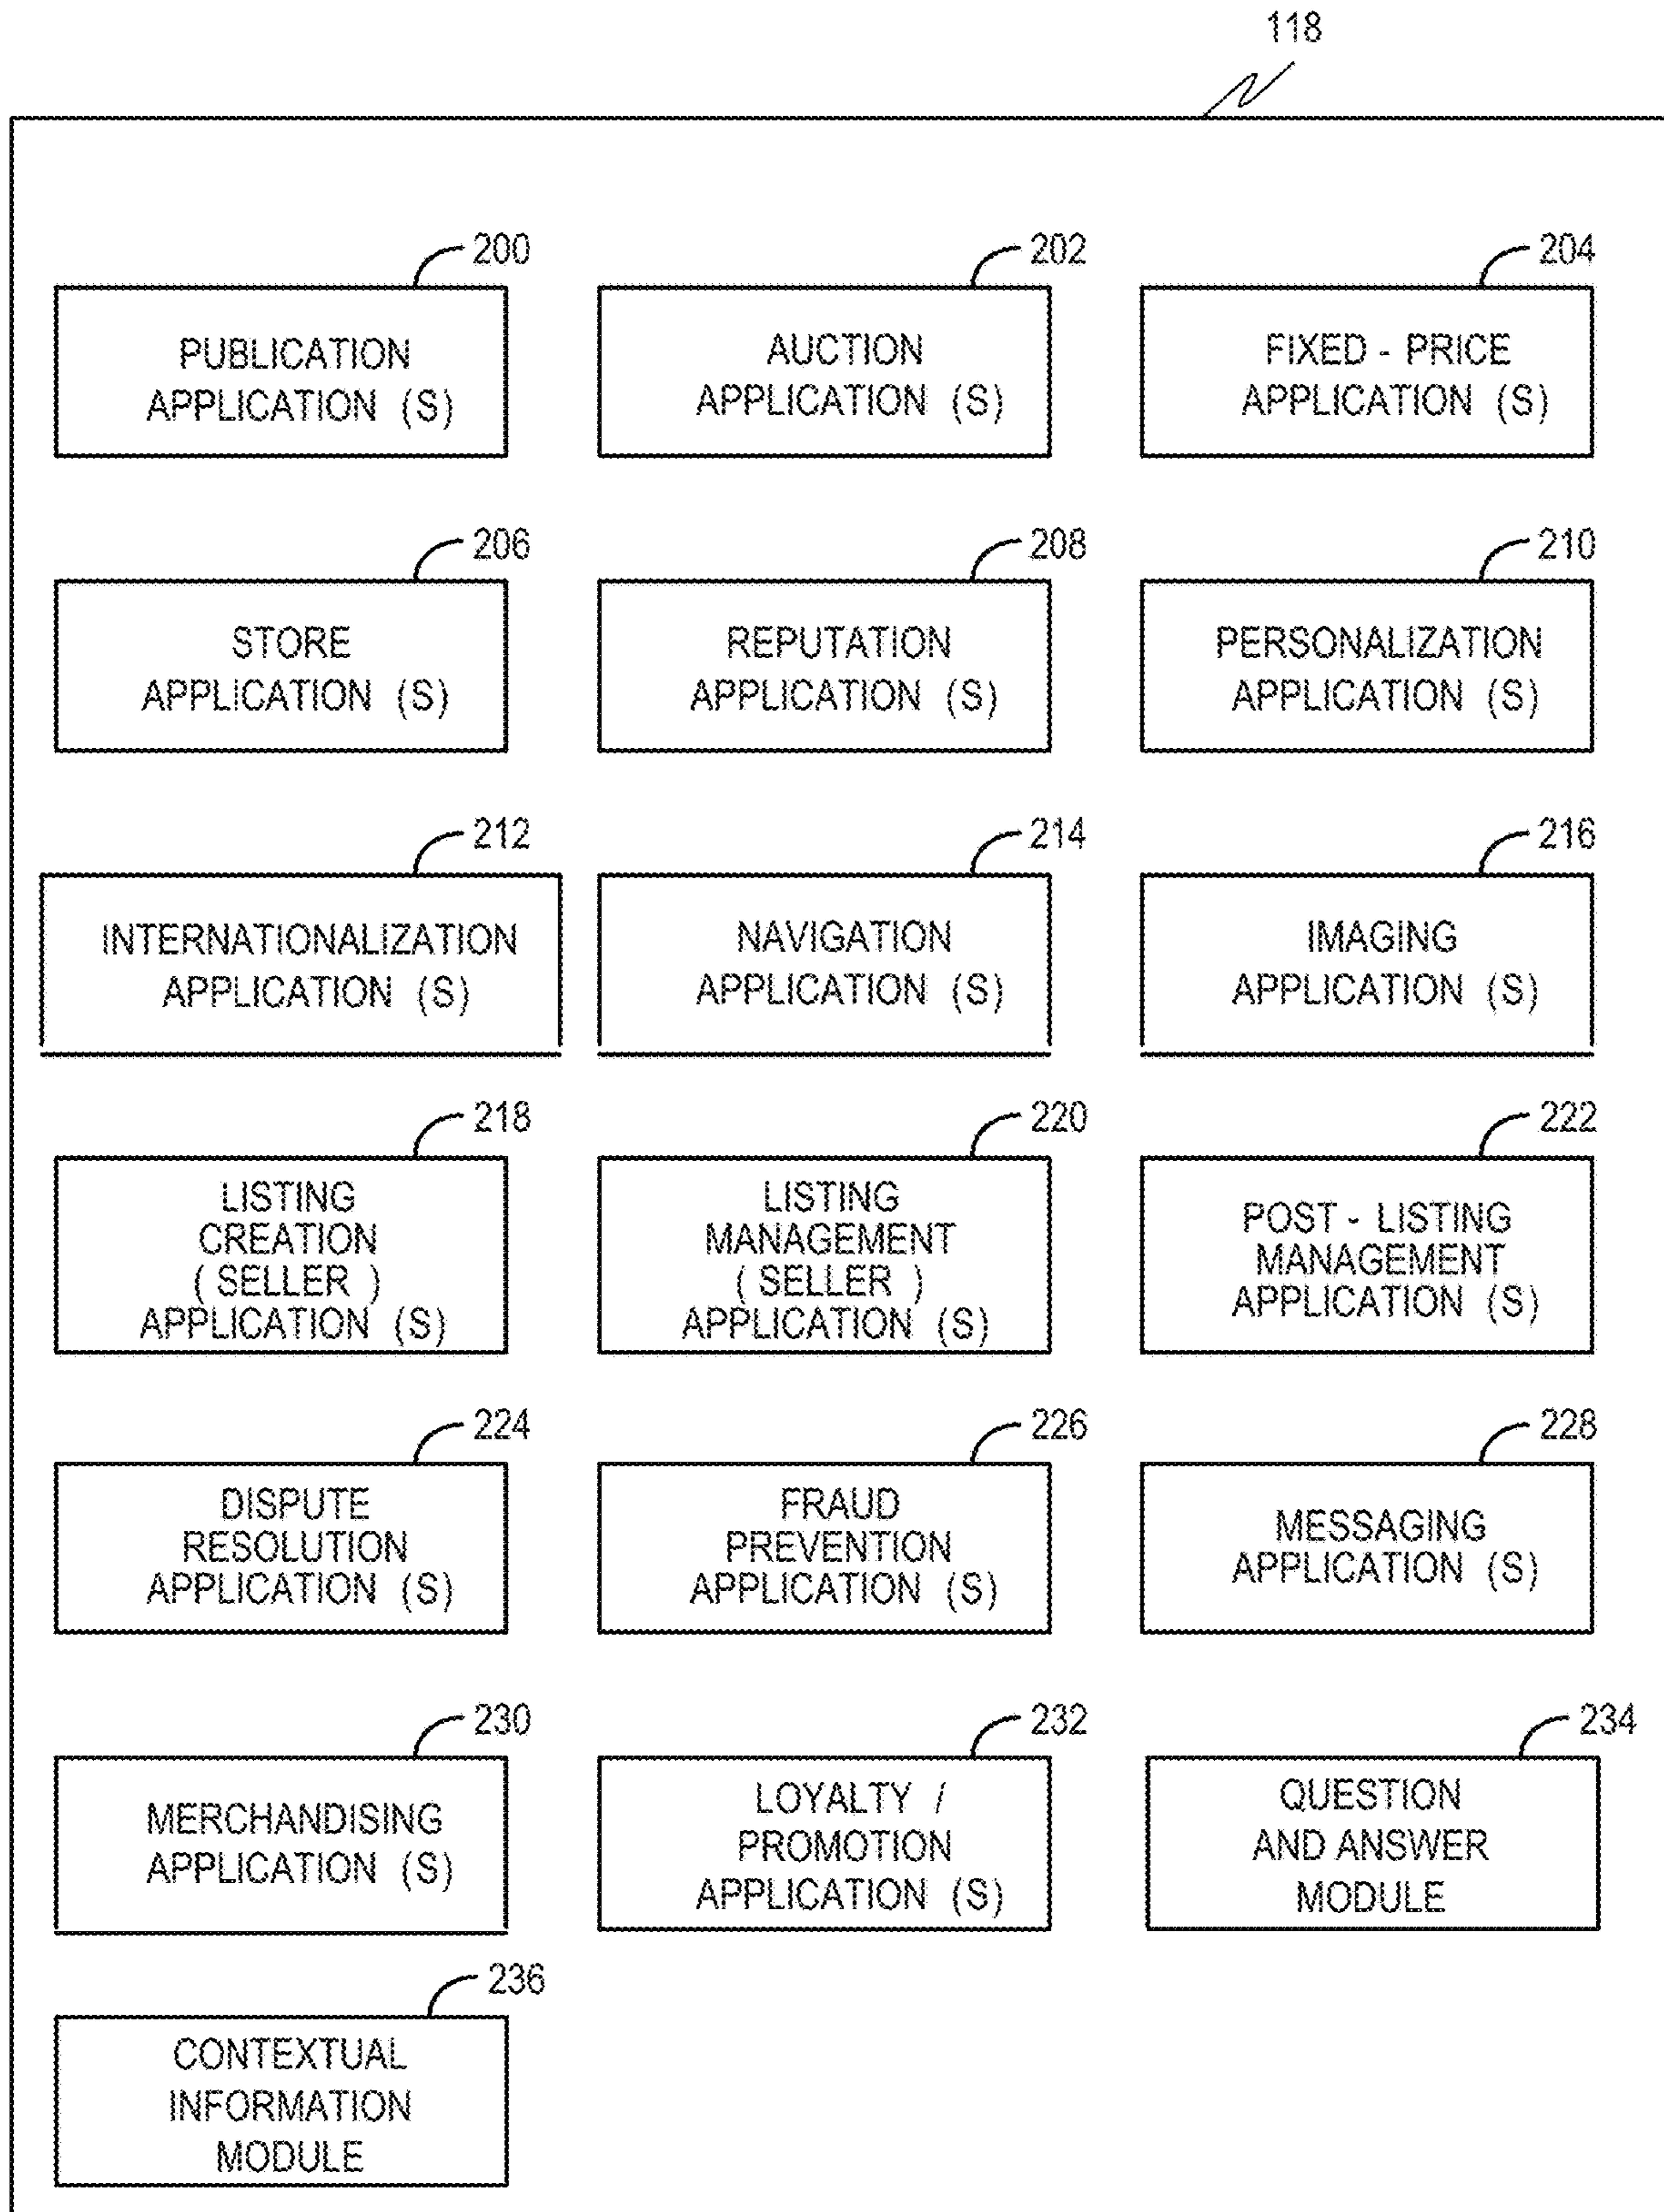 118
200
PUBLICATION
APPLICATION (S)
202
AUCTION
APPLICATION (S)
204
FIXED - PRICE
APPLICATION (S)
206
STORE
APPLICATION (S)
208
REPUTATION
APPLICATION (S)
210
PERSONALIZATION
APPLICATION (S)
212
INTERNATIONALIZATION
APPLICATION (S)
214
NAVIGATION
APPLICATION (S)
216
IMAGING
APPLICATION (S)
218
LISTING
CREATION
( SELLER )
APPLICATION (S)
220
LISTING
MANAGEMENT
( SELLER )
APPLICATION (S)
222
POST - LISTING
MANAGEMENT
APPLICATION (S)
224
DISPUTE
RESOLUTION
APPLICATION (S)
226
FRAUD
PREVENTION
APPLICATION (S)
228
MESSAGING
APPLICATION (S)
230
MERCHANDISING
APPLICATION (S)
232
LOYALTY /
PROMOTION
APPLICATION (S)
234
QUESTION
AND ANSWER
MODULE
236
CONTEXTUAL
INFORMATION
MODULE